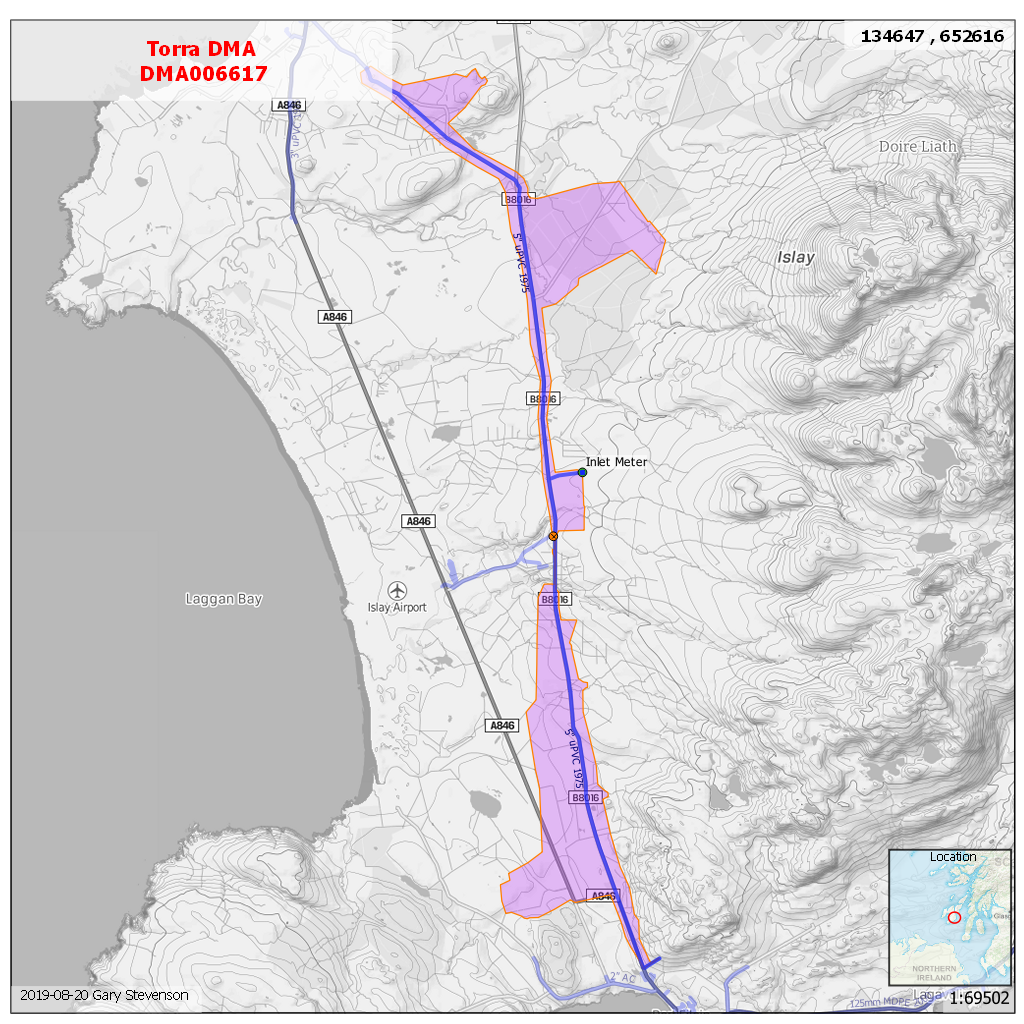 Torra DMA
DMA006617
134647 , 652616
A846
3" uPVC
Doire Liath
B8016
Islay
5" uPVC 1975
A846
B8016
Inlet Meter
A846
Laggan Bay
Islay Airport
B8016
A846
5" uPVC 1975
B8016
A846
Location
NORTHERN
IRELAND
2" AC
2019-08-20 Gary Stevenson
125mm MDPE
1:69502